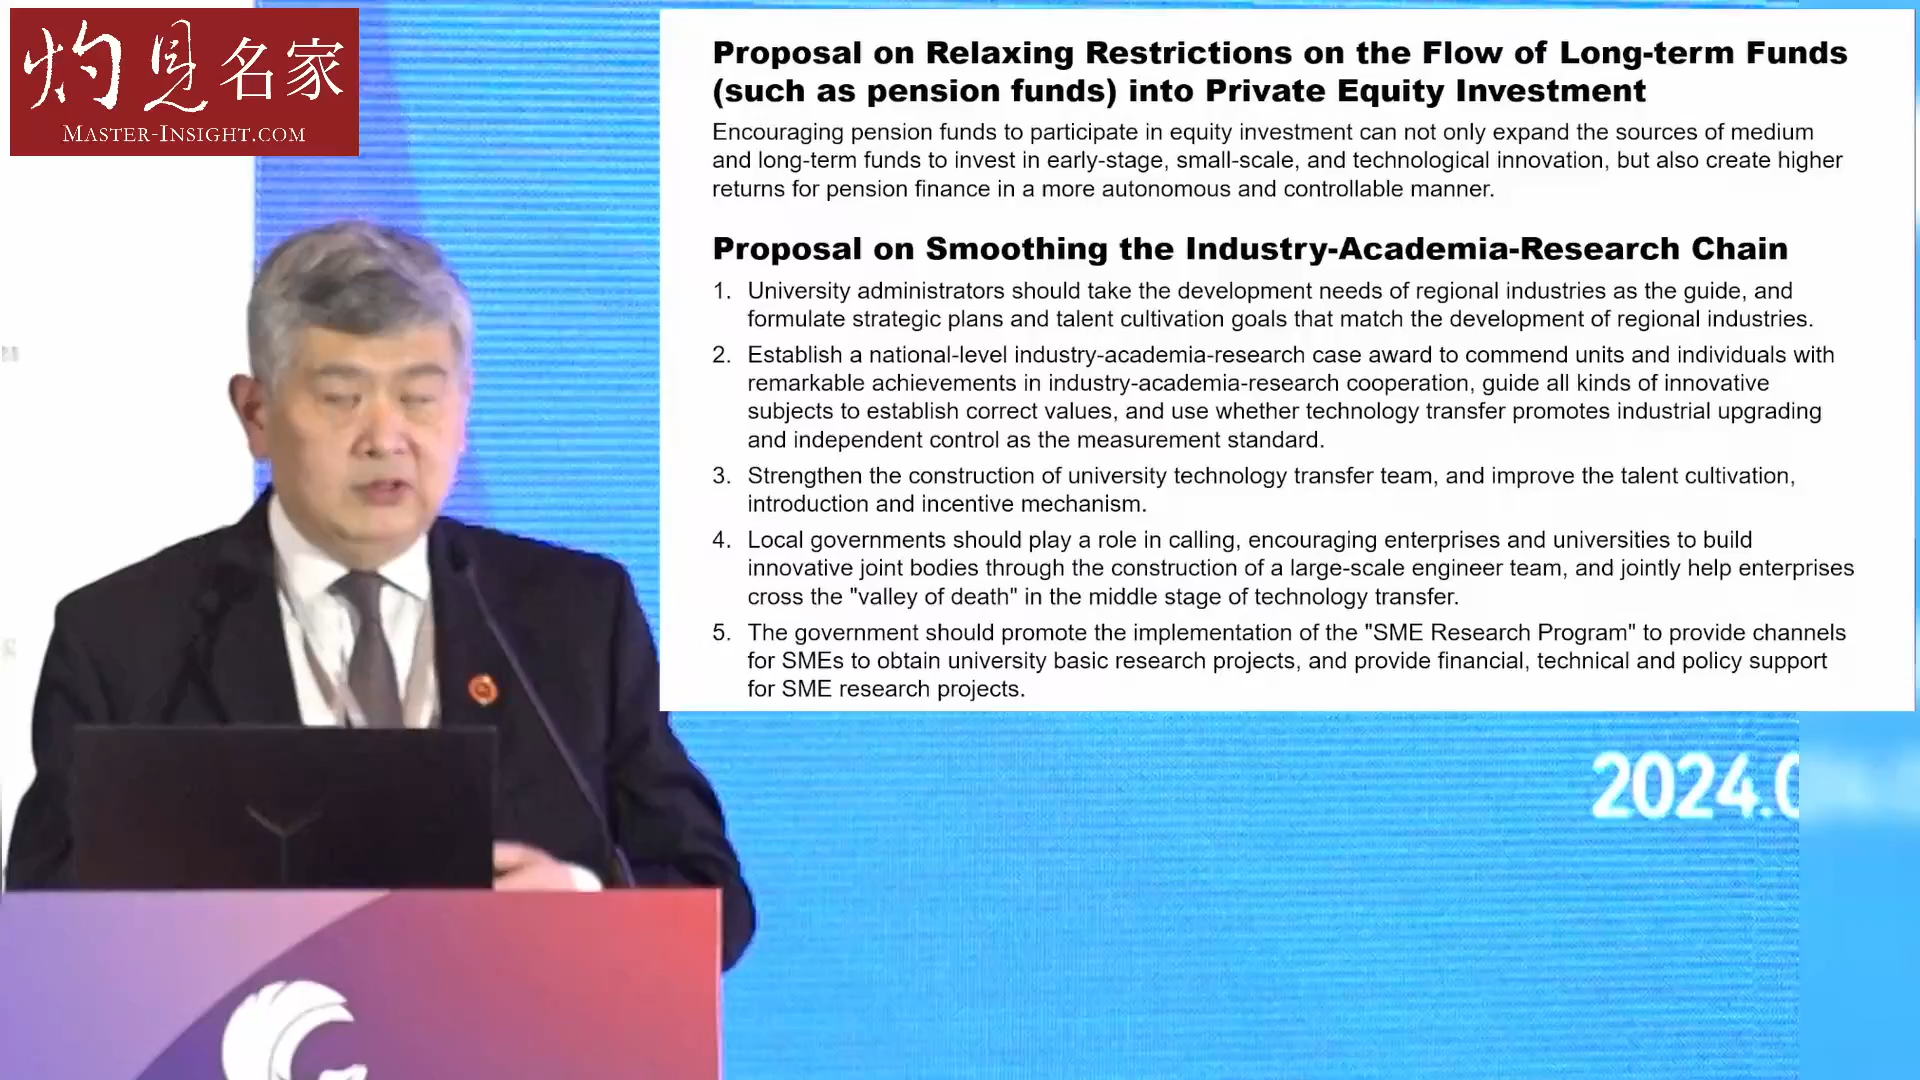 灼見名家
MASTER-INSIGHT.COM
Proposal on Relaxing Restrictions on the Flow of Long-term Funds
(such as pension funds) into Private Equity Investment
Encouraging pension funds to participate in equity investment can not only expand the sources of medium
and long-term funds to invest in early-stage, small-scale, and technological innovation, but also create higher
returns for pension finance in a more autonomous and controllable manner.
Proposal on Smoothing the Industry-Academia-Research Chain
1. University administrators should take the development needs of regional industries as the guide, and
formulate strategic plans and talent cultivation goals that match the development of regional industries.
2. Establish a national-level industry-academia-research case award to commend units and individuals with
remarkable achievements in industry-academia-research cooperation, guide all kinds of innovative
subjects to establish correct values, and use whether technology transfer promotes industrial upgrading
and independent control as the measurement standard.
3. Strengthen the construction of university technology transfer team, and improve the talent cultivation,
introduction and incentive mechanism.
4. Local governments should play a role in calling, encouraging enterprises and universities to build
innovative joint bodies through the construction of a large-scale engineer team, and jointly help enterprises
cross the "valley of death" in the middle stage of technology transfer.
5. The government should promote the implementation of the "SME Research Program" to provide channels
for SMEs to obtain university basic research projects, and provide financial, technical and policy support
for SME research projects.
2024.0